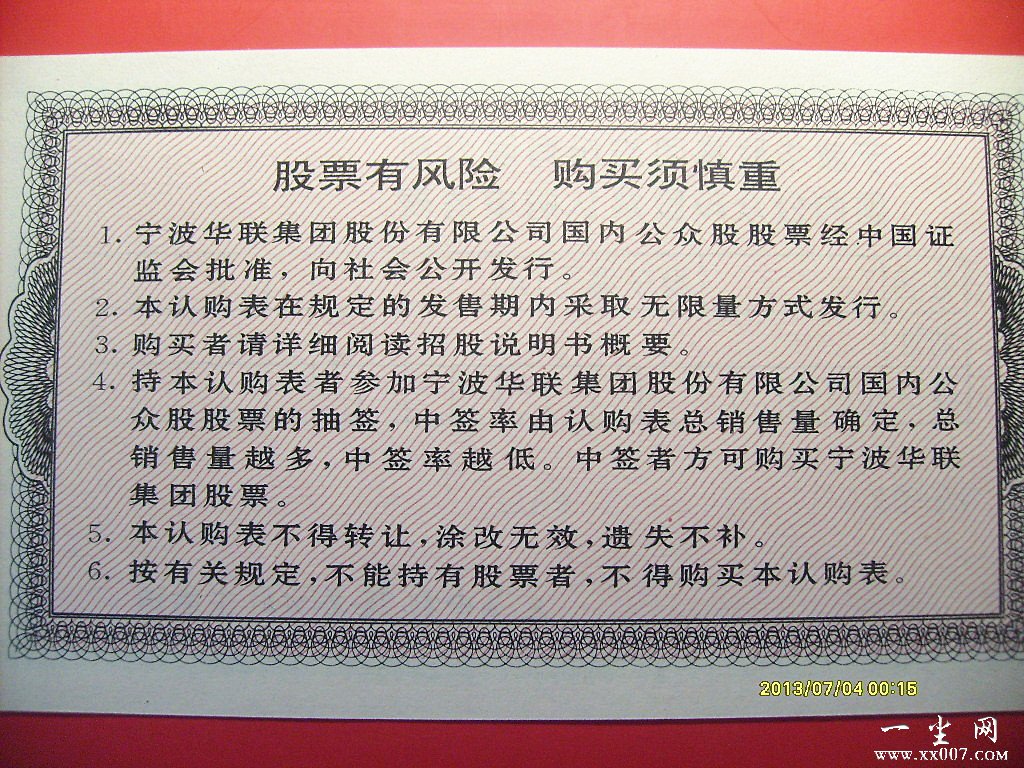 股票有风险 购买须慎重
1. 宁波华联集团股份有限公司国内公众股股票经中国证
监会批准，向社会公开发行。
2. 本认购表在规定的发售期内采取无限量方式发行。
3. 购买者请详细阅读招股说明书概要。
4. 持本认购表者参加宁波华联集团股份有限公司国内公
众股股票的抽签，中签率由认购表总销售量确定，总
销售量越多，中签率越低。中签者方可购买宁波华联
集团股票。
5. 本认购表不得转让，涂改无效，遗失不补。
6. 按有关规定，不能持有股票者，不得购买本认购表。
2013/07/04 00:15
一尘网
www.xx007.com